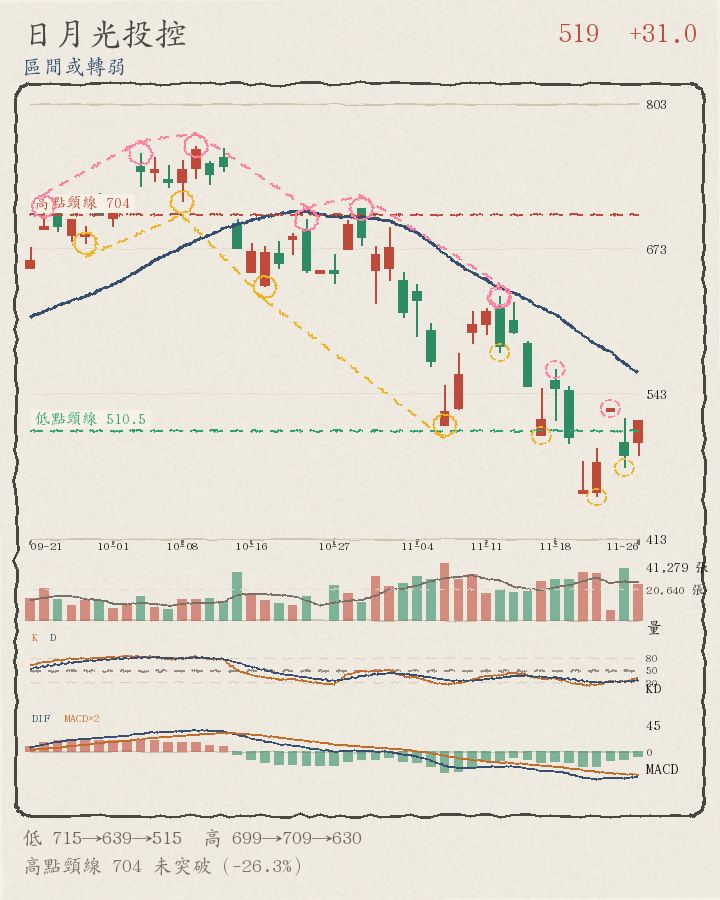 日月光投控
519 +31.0
區間或轉弱
803
高點頸線 704
673
543
低點頸線 510.5
413
09-21 10-01 10-08 10-16 10-27 11-04 11-11 11-18 11-26
41,279 張
20,640 張
量
K D
80
50
20
KD
DIF MACD×2
45
0
MACD
低 715→639→515 高 699→709→630
高點頸線 704 未突破 (-26.3%)